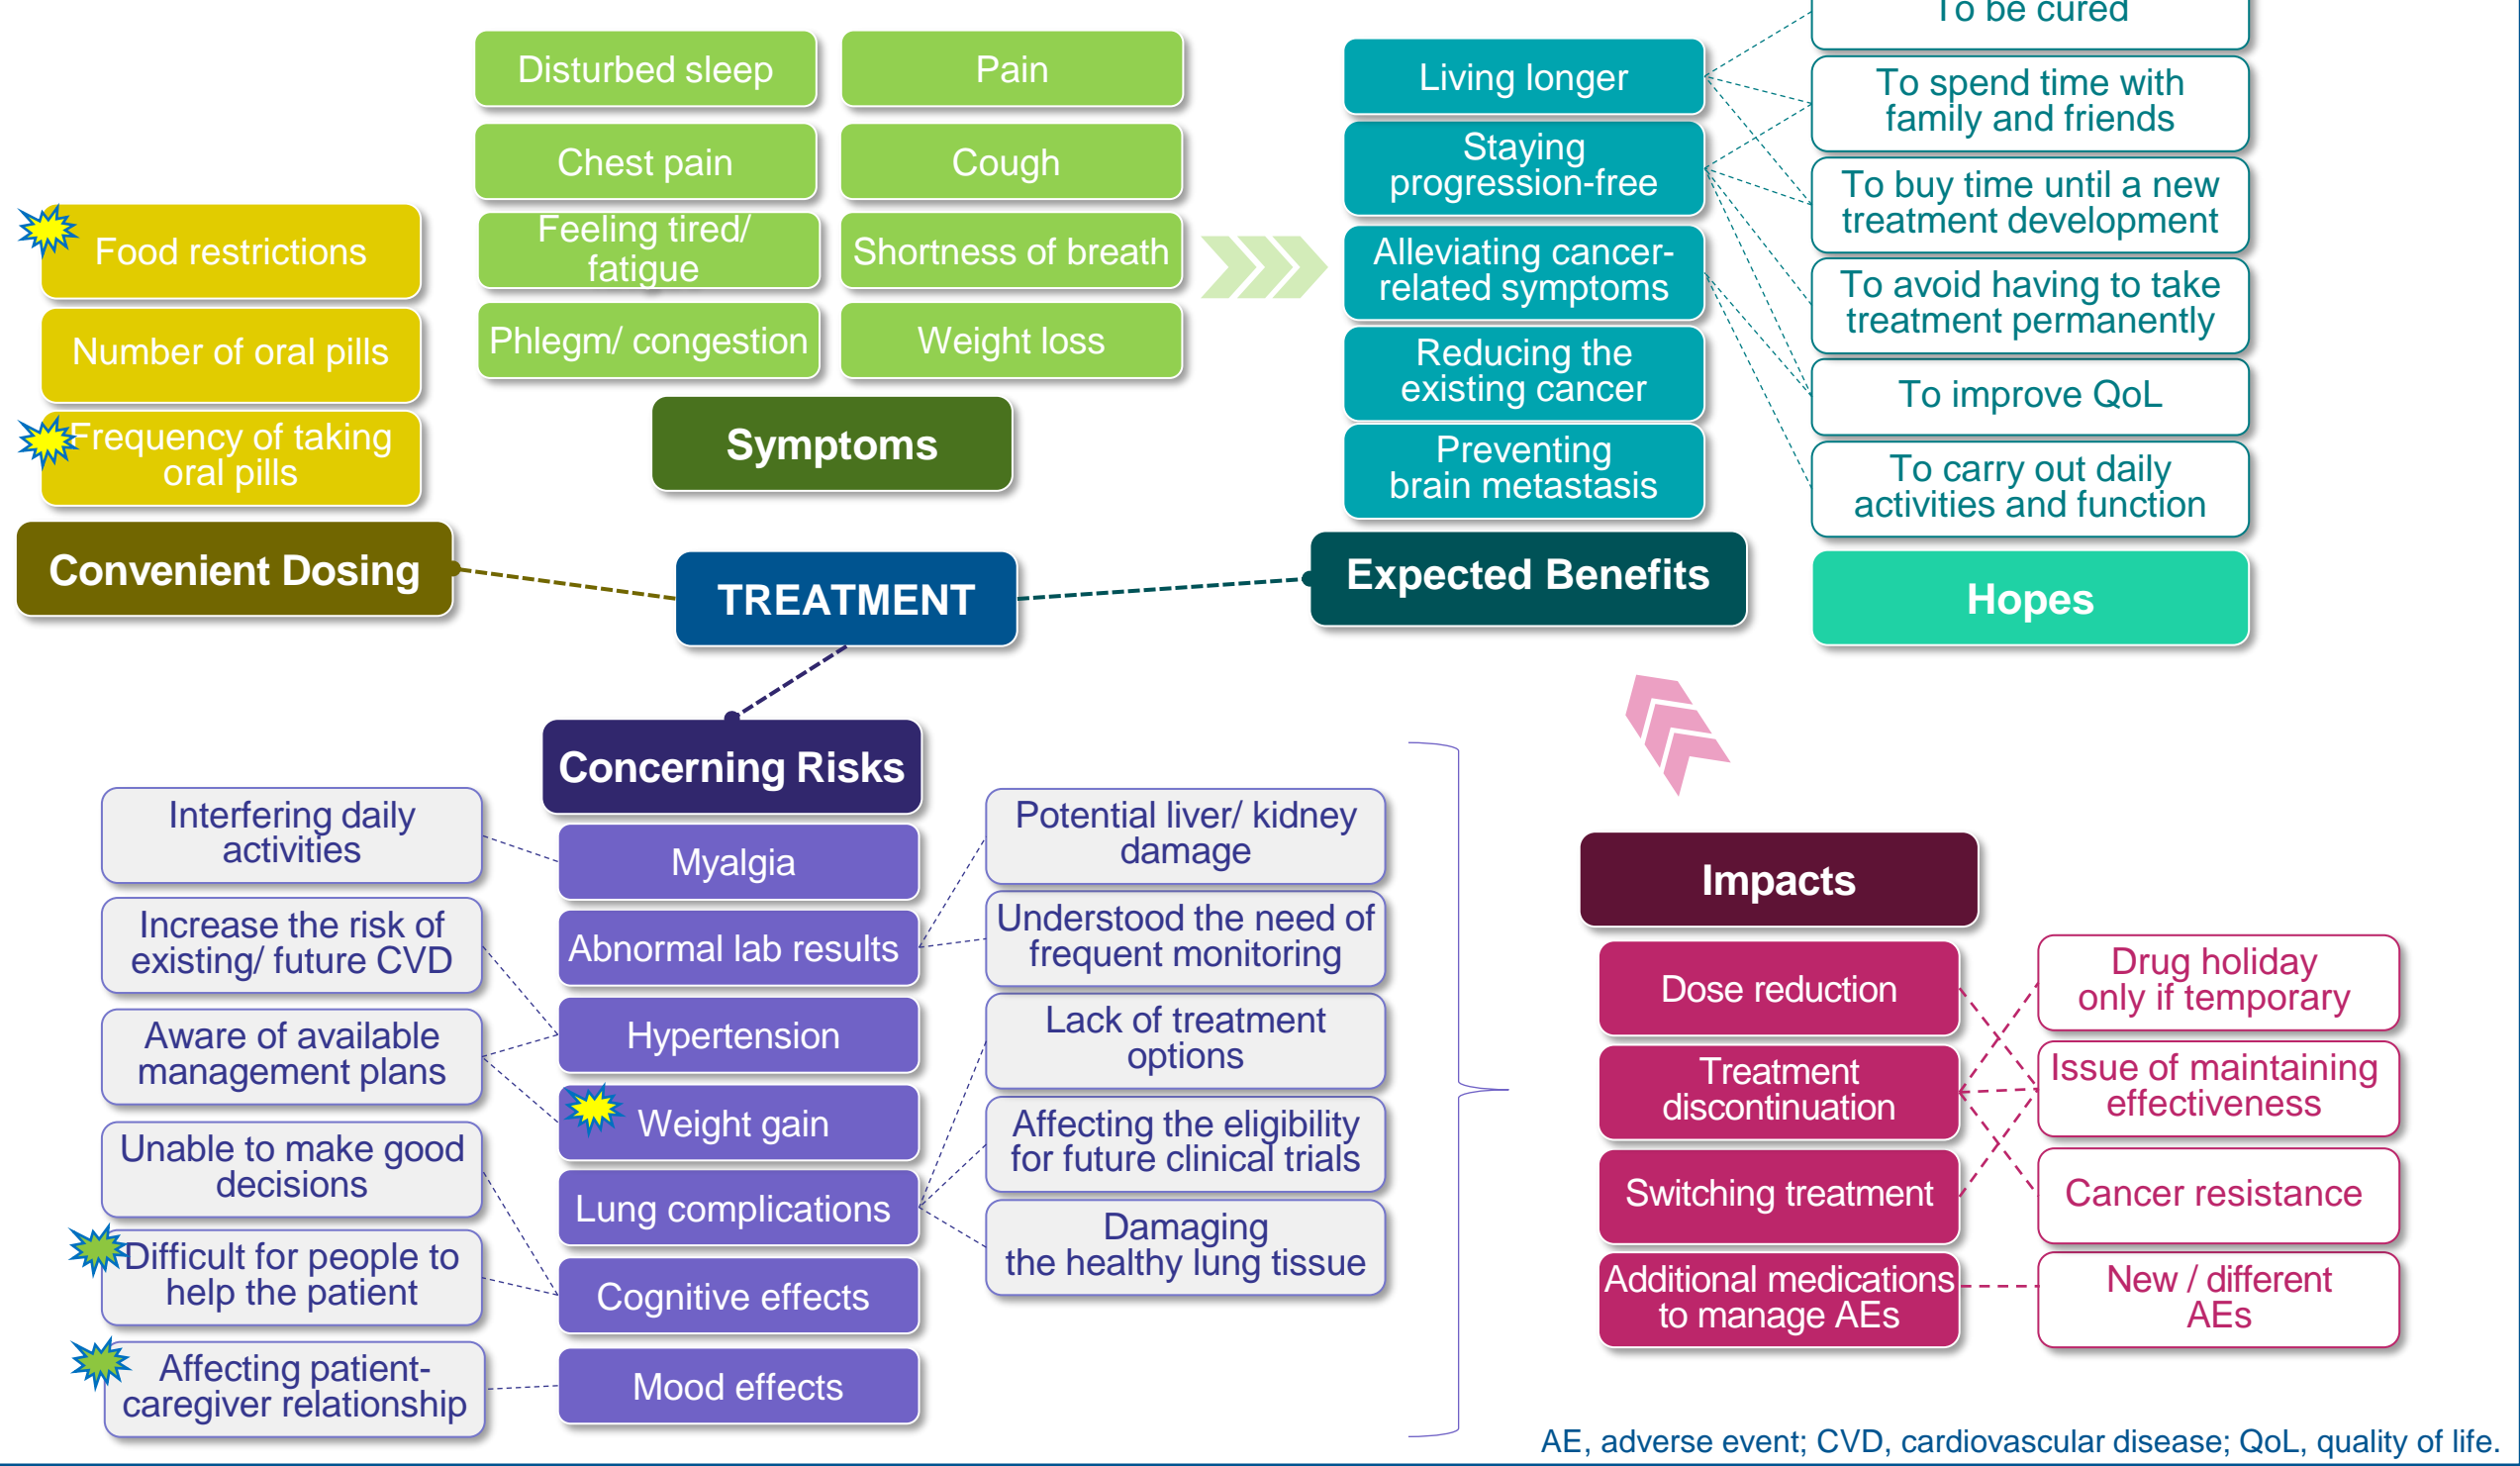 To be cured
Disturbed sleep
Pain
Living longer
To spend time with
family and friends
Chest pain
Cough
Staying
progression-free
To buy time until a new
treatment development
Food restrictions
Feeling tired/
fatigue
Shortness of breath
Alleviating cancer-
related symptoms
To avoid having to take
treatment permanently
Number of oral pills
Phlegm/ congestion
Weight loss
Reducing the
existing cancer
To improve QoL
Frequency of taking
oral pills
Symptoms
Preventing
brain metastasis
To carry out daily
activities and function
Convenient Dosing
TREATMENT
Expected Benefits
Hopes
Concerning Risks
Interfering daily
activities
Increase the risk of
existing/ future CVD
Aware of available
management plans
Unable to make good
decisions
Difficult for people to
help the patient
Affecting patient-
caregiver relationship
Myalgia
Abnormal lab results
Hypertension
Weight gain
Lung complications
Cognitive effects
Mood effects
Potential liver/ kidney
damage
Understood the need of
frequent monitoring
Lack of treatment
options
Affecting the eligibility
for future clinical trials
Damaging
the healthy lung tissue
Impacts
Dose reduction
Treatment
discontinuation
Switching treatment
Additional medications
to manage AEs
Drug holiday
only if temporary
Issue of maintaining
effectiveness
Cancer resistance
New / different
AEs
AE, adverse event; CVD, cardiovascular disease; QoL, quality of life.